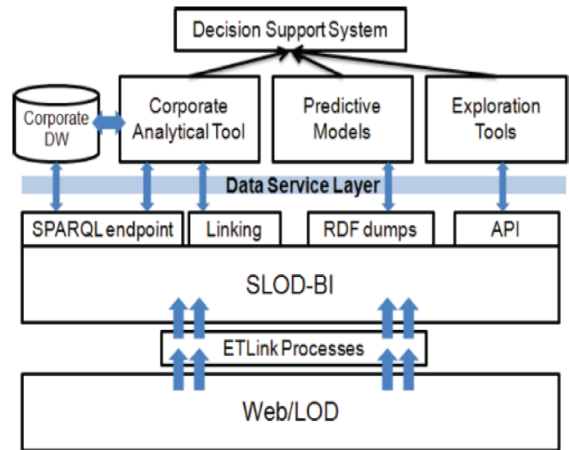 Decision Support System
Corporate
DW
Corporate
Analytical Tool
Predictive
Models
Exploration
Tools
Data Service Layer
SPARQL endpoint
Linking
RDF dumps
API
SLOD-BI
ETLink Processes
Web/LOD